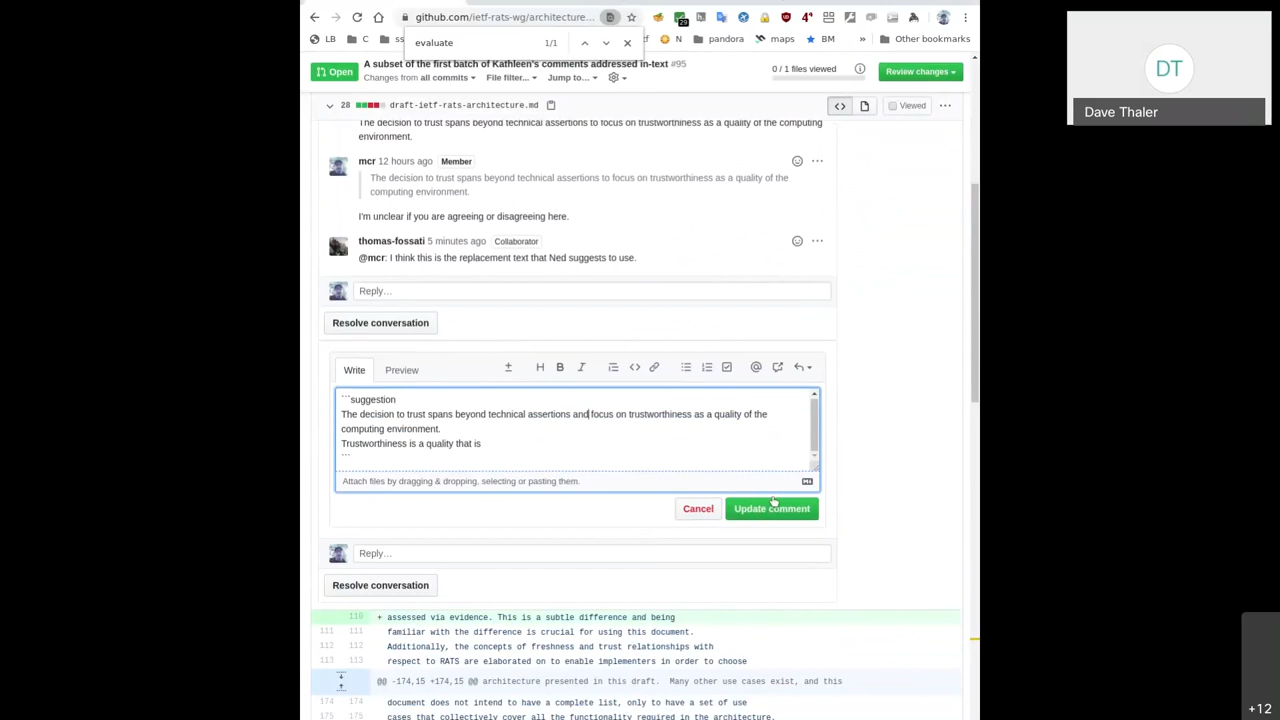 github.com/ietf-rats-wg/architecture...
29
4
LB
C
N
pandora
maps
BM
»
Other bookmarks
evaluate
1/1
Open
A subset of the first batch of Kathleen's comments addressed in-text #95
Changes from all commits
File filter...
Jump to...
0 / 1 files viewed
Review changes
28
draft-ietf-rats-architecture.md
Viewed
The decision to trust spans beyond technical assertions to focus on trustworthiness as a quality of the computing
environment.
mcr 12 hours ago Member
The decision to trust spans beyond technical assertions to focus on trustworthiness as a quality of the
computing environment.
I'm unclear if you are agreeing or disagreeing here.
thomas-fossati 5 minutes ago Collaborator
@mcr: I think this is the replacement text that Ned suggests to use.
Reply…
Resolve conversation
Write
Preview
```suggestion
The decision to trust spans beyond technical assertions and focus on trustworthiness as a quality of the
computing environment.
Trustworthiness is a quality that is
```
Attach files by dragging & dropping, selecting or pasting them.
Cancel
Update comment
Reply…
Resolve conversation
110 + assessed via evidence. This is a subtle difference and being
111 111 familiar with the difference is crucial for using this document.
112 112 Additionally, the concepts of freshness and trust relationships with
113 113 respect to RATS are elaborated on to enable implementers in order to choose
@@ -174,15 +174,15 @@ architecture presented in this draft. Many other use cases exist, and this
174 174 document does not intend to have a complete list, only to have a set of use
175 175 cases that collectively cover all the functionality required in the architecture.
DT
Dave Thaler
+12